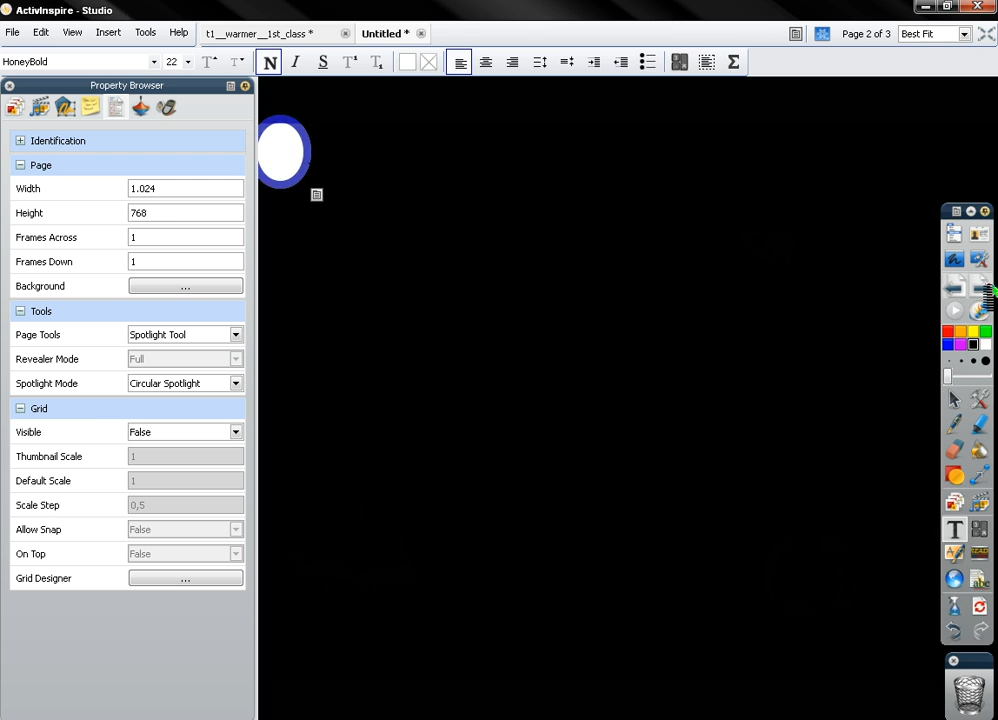 ActivInspire - Studio
File Edit View Insert Tools Help t1__warmer__1st_class * Untitled * Page 2 of 3 Best Fit
HoneyBold 22 N I S T¹ T₁ Σ
Property Browser
Identification
Page
Width 1.024
Height 768
Frames Across 1
Frames Down 1
Background ...
Tools
Page Tools Spotlight Tool
Revealer Mode Full
Spotlight Mode Circular Spotlight
Grid
Visible False
Thumbnail Scale 1
Default Scale 1
Scale Step 0,5
Allow Snap False
On Top False
Grid Designer ...
T
abc